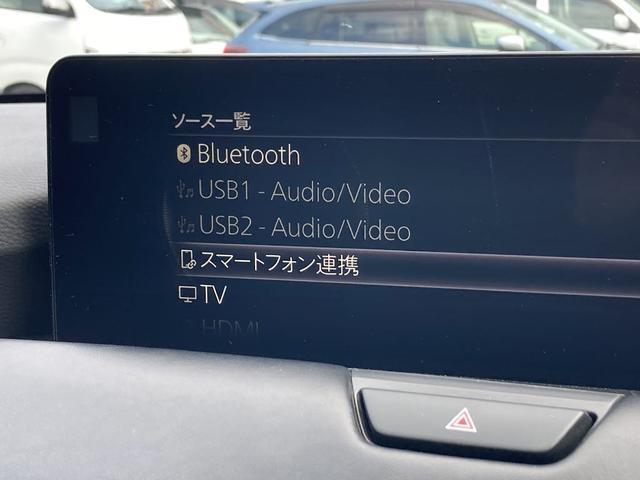 ソース一覧
Bluetooth
USB1 - Audio/Video
USB2 - Audio/Video
スマートフォン連携
TV
HDMI